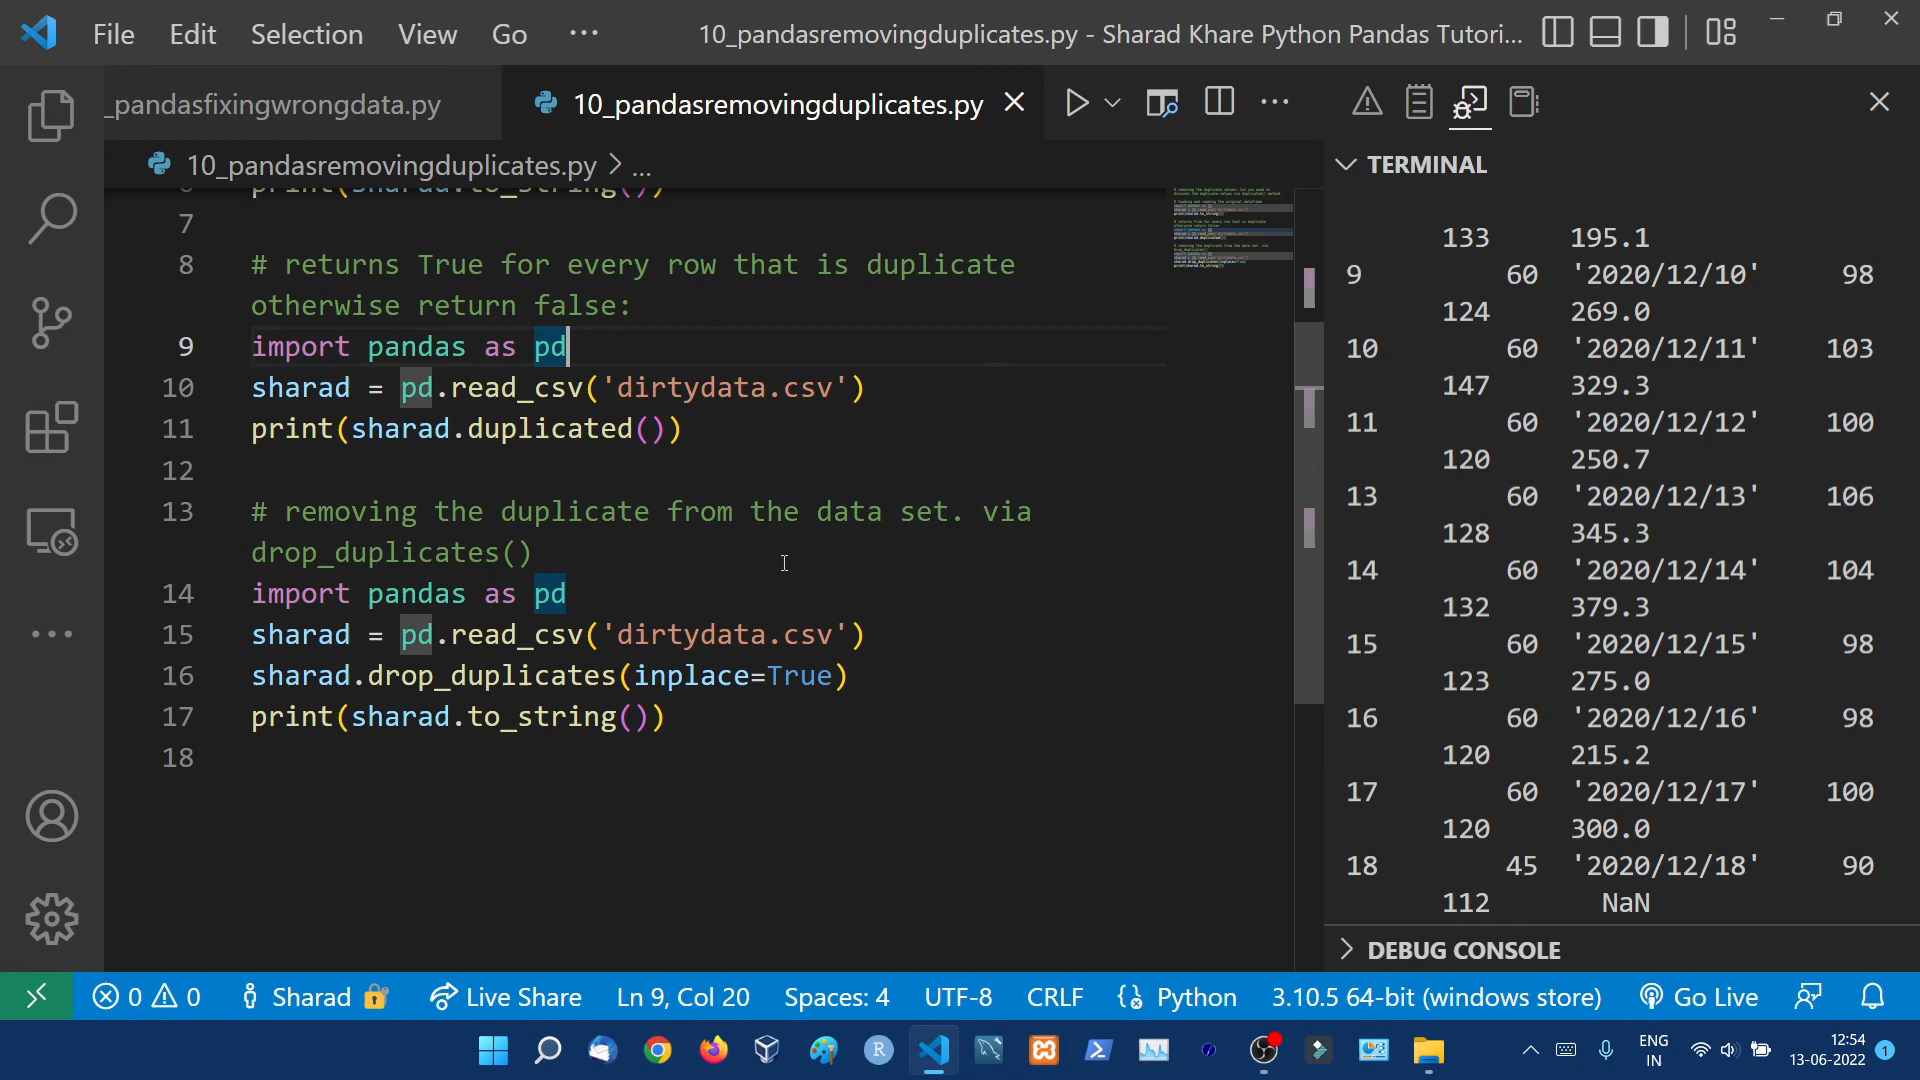 File Edit Selection View Go ··· 10_pandasremovingduplicates.py - Sharad Khare Python Pandas Tutori...
_pandasfixingwrongdata.py 10_pandasremovingduplicates.py
10_pandasremovingduplicates.py > ...
print(sharad.to_string())
7
8 # returns True for every row that is duplicate
otherwise return false:
9 import pandas as pd
10 sharad = pd.read_csv('dirtydata.csv')
11 print(sharad.duplicated())
12
13 # removing the duplicate from the data set. via
drop_duplicates()
14 import pandas as pd
15 sharad = pd.read_csv('dirtydata.csv')
16 sharad.drop_duplicates(inplace=True)
17 print(sharad.to_string())
18
TERMINAL
133 195.1
9 60 '2020/12/10' 98
124 269.0
10 60 '2020/12/11' 103
147 329.3
11 60 '2020/12/12' 100
120 250.7
13 60 '2020/12/13' 106
128 345.3
14 60 '2020/12/14' 104
132 379.3
15 60 '2020/12/15' 98
123 275.0
16 60 '2020/12/16' 98
120 215.2
17 60 '2020/12/17' 100
120 300.0
18 45 '2020/12/18' 90
112 NaN
DEBUG CONSOLE
0 0 Sharad Live Share Ln 9, Col 20 Spaces: 4 UTF-8 CRLF Python 3.10.5 64-bit (windows store) Go Live
R ENG 12:54
IN 13-06-2022 1